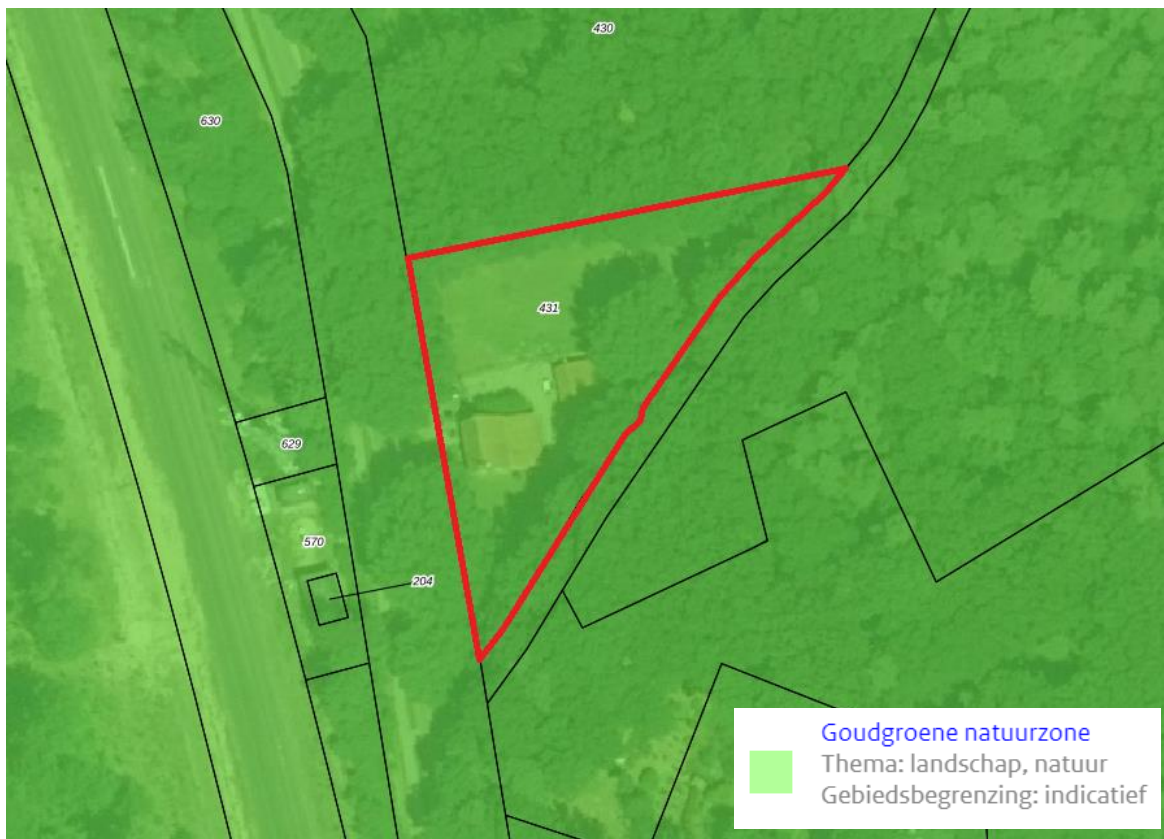 430
630
431
629
570
204
Goudgroene natuurzone
Thema: landschap, natuur
Gebiedsbegrenzing: indicatief